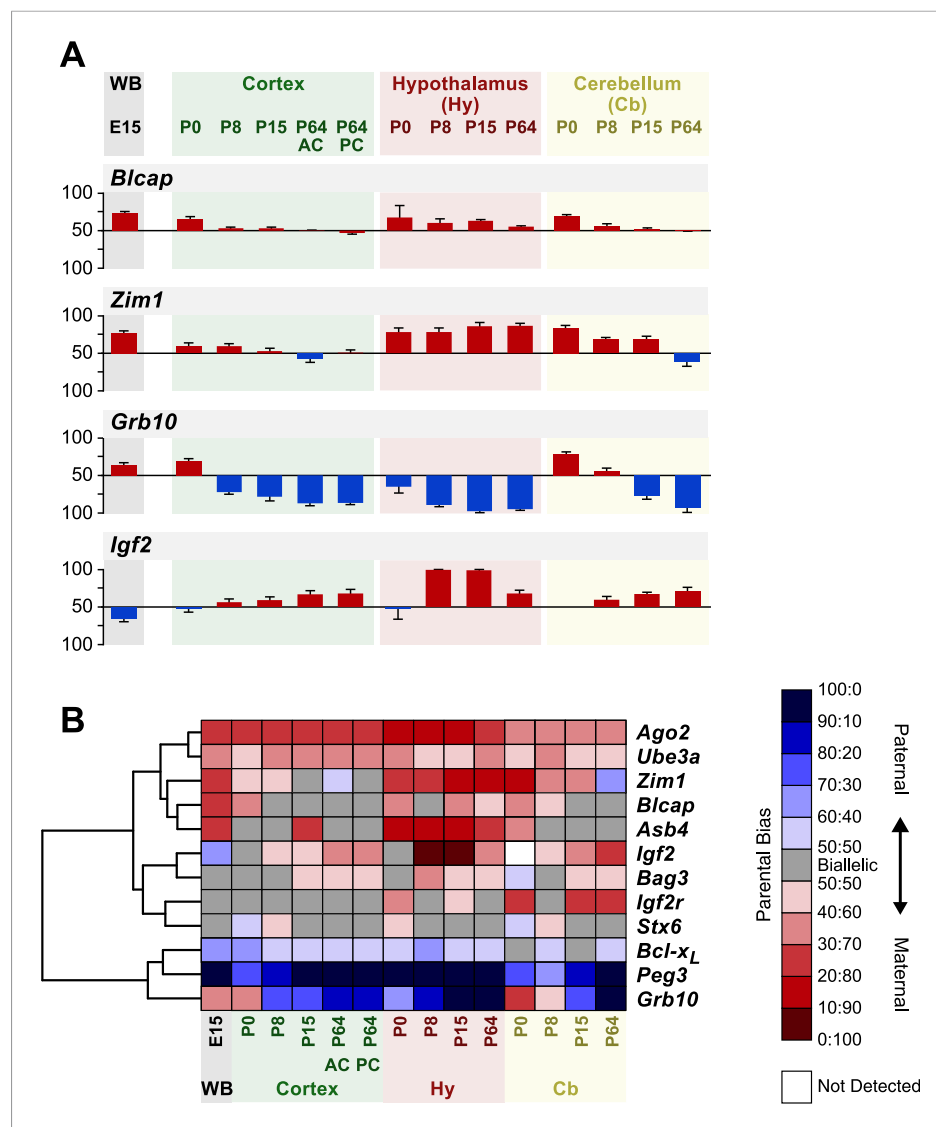 A
WB Cortex Hypothalamus (Hy) Cerebellum (Cb)
E15 P0 P8 P15 P64 AC P64 PC P0 P8 P15 P64 P0 P8 P15 P64
Blcap
100
50
100
Zim1
100
50
100
Grb10
100
50
100
Igf2
100
50
100
B
Ago2
Ube3a
Zim1
Blcap
Asb4
Igf2
Bag3
Igf2r
Stx6
Bcl-xL
Peg3
Grb10
E15 P0 P8 P15 P64 P64 P0 P8 P15 P64 P0 P8 P15 P64
AC PC
WB Cortex Hy Cb
Parental Bias
100:0
90:10
80:20
70:30
60:40
50:50
Biallelic
50:50
40:60
30:70
20:80
10:90
0:100
Paternal
Maternal
Not Detected